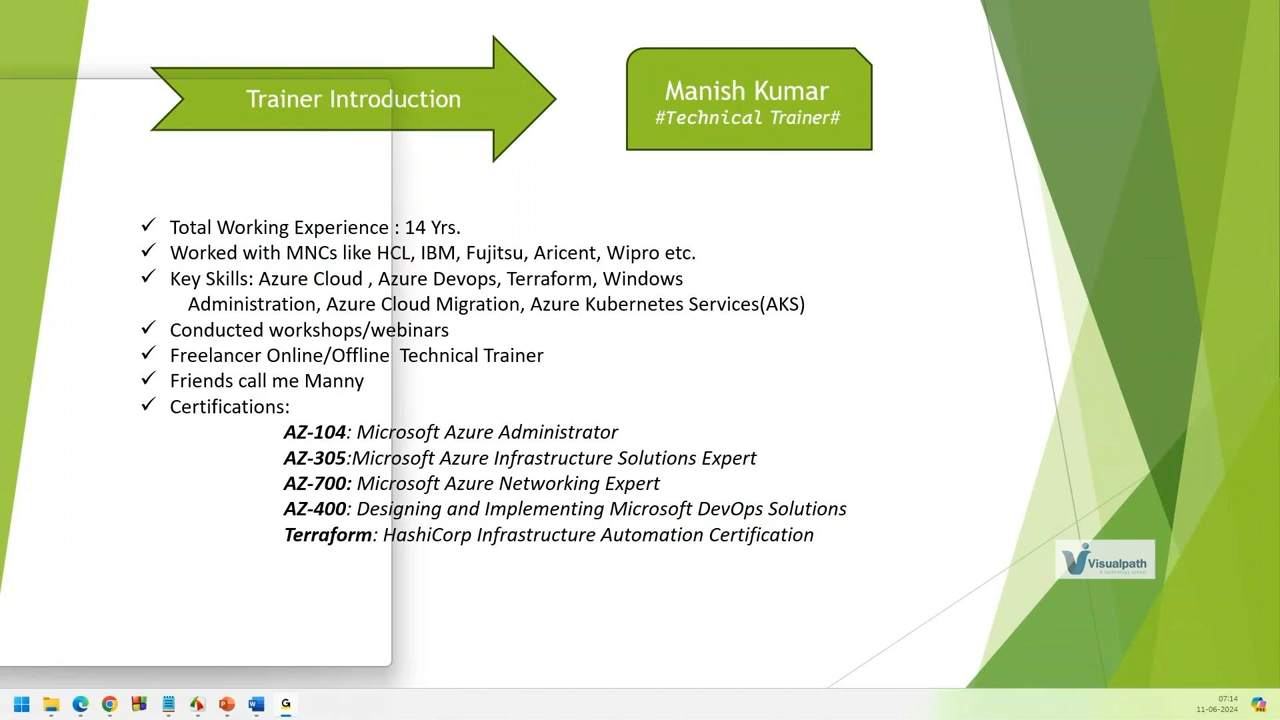 Trainer Introduction
Manish Kumar
#Technical Trainer#
✓ Total Working Experience : 14 Yrs.
✓ Worked with MNCs like HCL, IBM, Fujitsu, Aricent, Wipro etc.
✓ Key Skills: Azure Cloud , Azure Devops, Terraform, Windows
Administration, Azure Cloud Migration, Azure Kubernetes Services(AKS)
✓ Conducted workshops/webinars
✓ Freelancer Online/Offline Technical Trainer
✓ Friends call me Manny
✓ Certifications:
AZ-104: Microsoft Azure Administrator
AZ-305:Microsoft Azure Infrastructure Solutions Expert
AZ-700: Microsoft Azure Networking Expert
AZ-400: Designing and Implementing Microsoft DevOps Solutions
Terraform: HashiCorp Infrastructure Automation Certification
Visualpath
07:14
11-06-2024